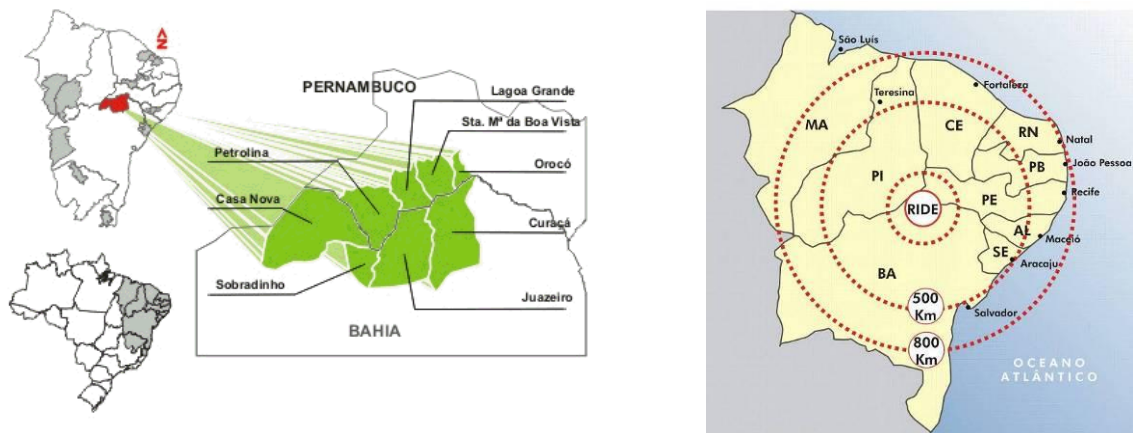 N
PERNAMBUCO
Lagoa Grande
Sta. Mª da Boa Vista
Petrolina
Orocó
Casa Nova
Curaçá
Sobradinho
Juazeiro
BAHIA
São Luís
Fortaleza
Teresina
MA
CE
RN
Natal
PB
João Pessoa
PI
PE
Recife
RIDE
AL
Maceió
SE
Aracaju
BA
500
Km
Salvador
800
Km
OCEANO
ATLÂNTICO